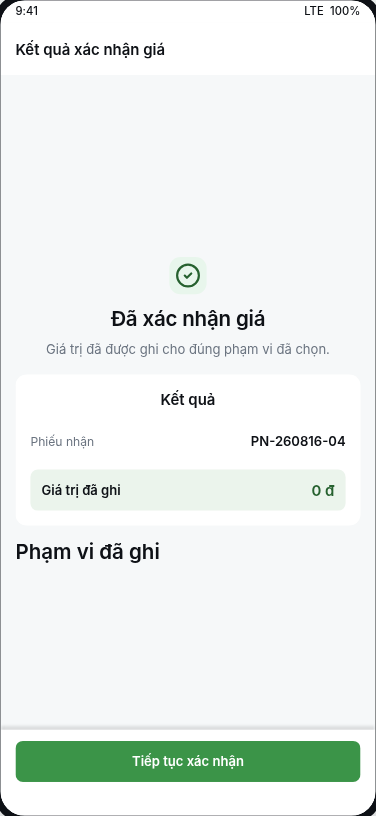 9:41 LTE 100%
Kết quả xác nhận giá
Đã xác nhận giá
Giá trị đã được ghi cho đúng phạm vi đã chọn.
Kết quả
Phiếu nhận PN-260816-04
Giá trị đã ghi 0 đ
Phạm vi đã ghi
Tiếp tục xác nhận